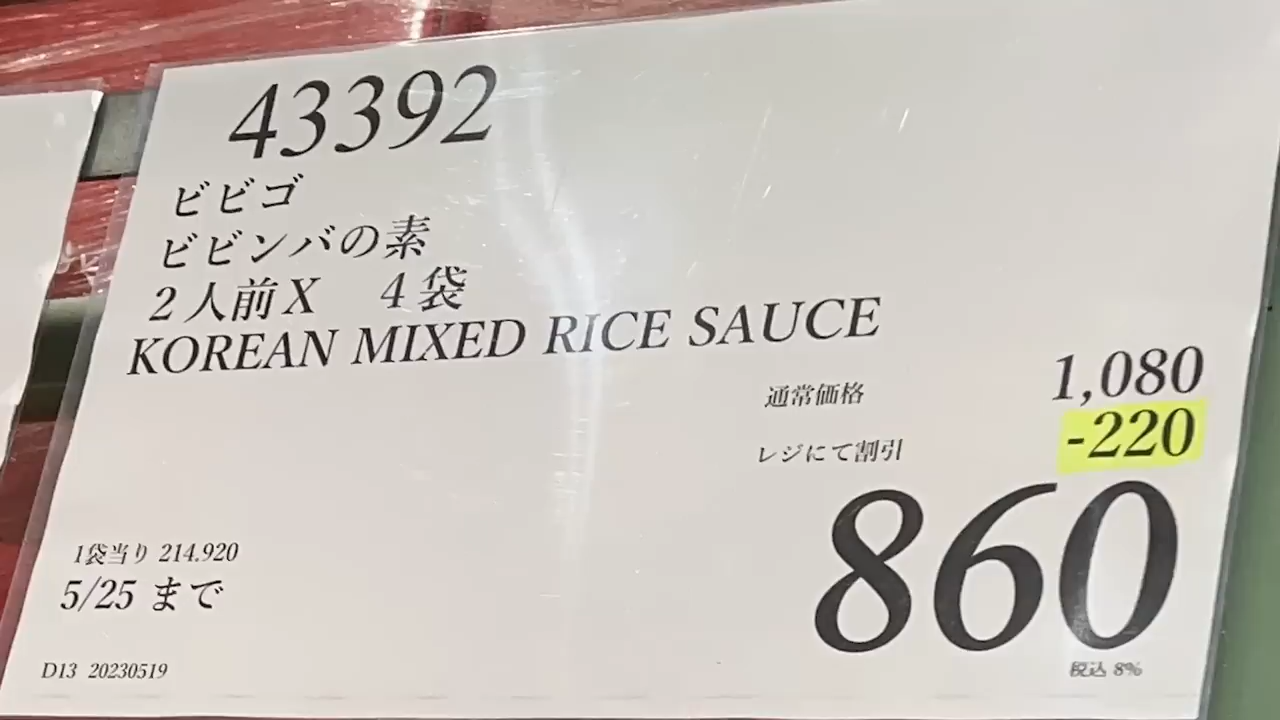 43392
ビビゴ
ビビンバの素
2人前X 4袋
KOREAN MIXED RICE SAUCE
通常価格 1,080
レジにて割引 -220
860
税込 8%
1袋当り 214.920
5/25 まで
D13 20230519